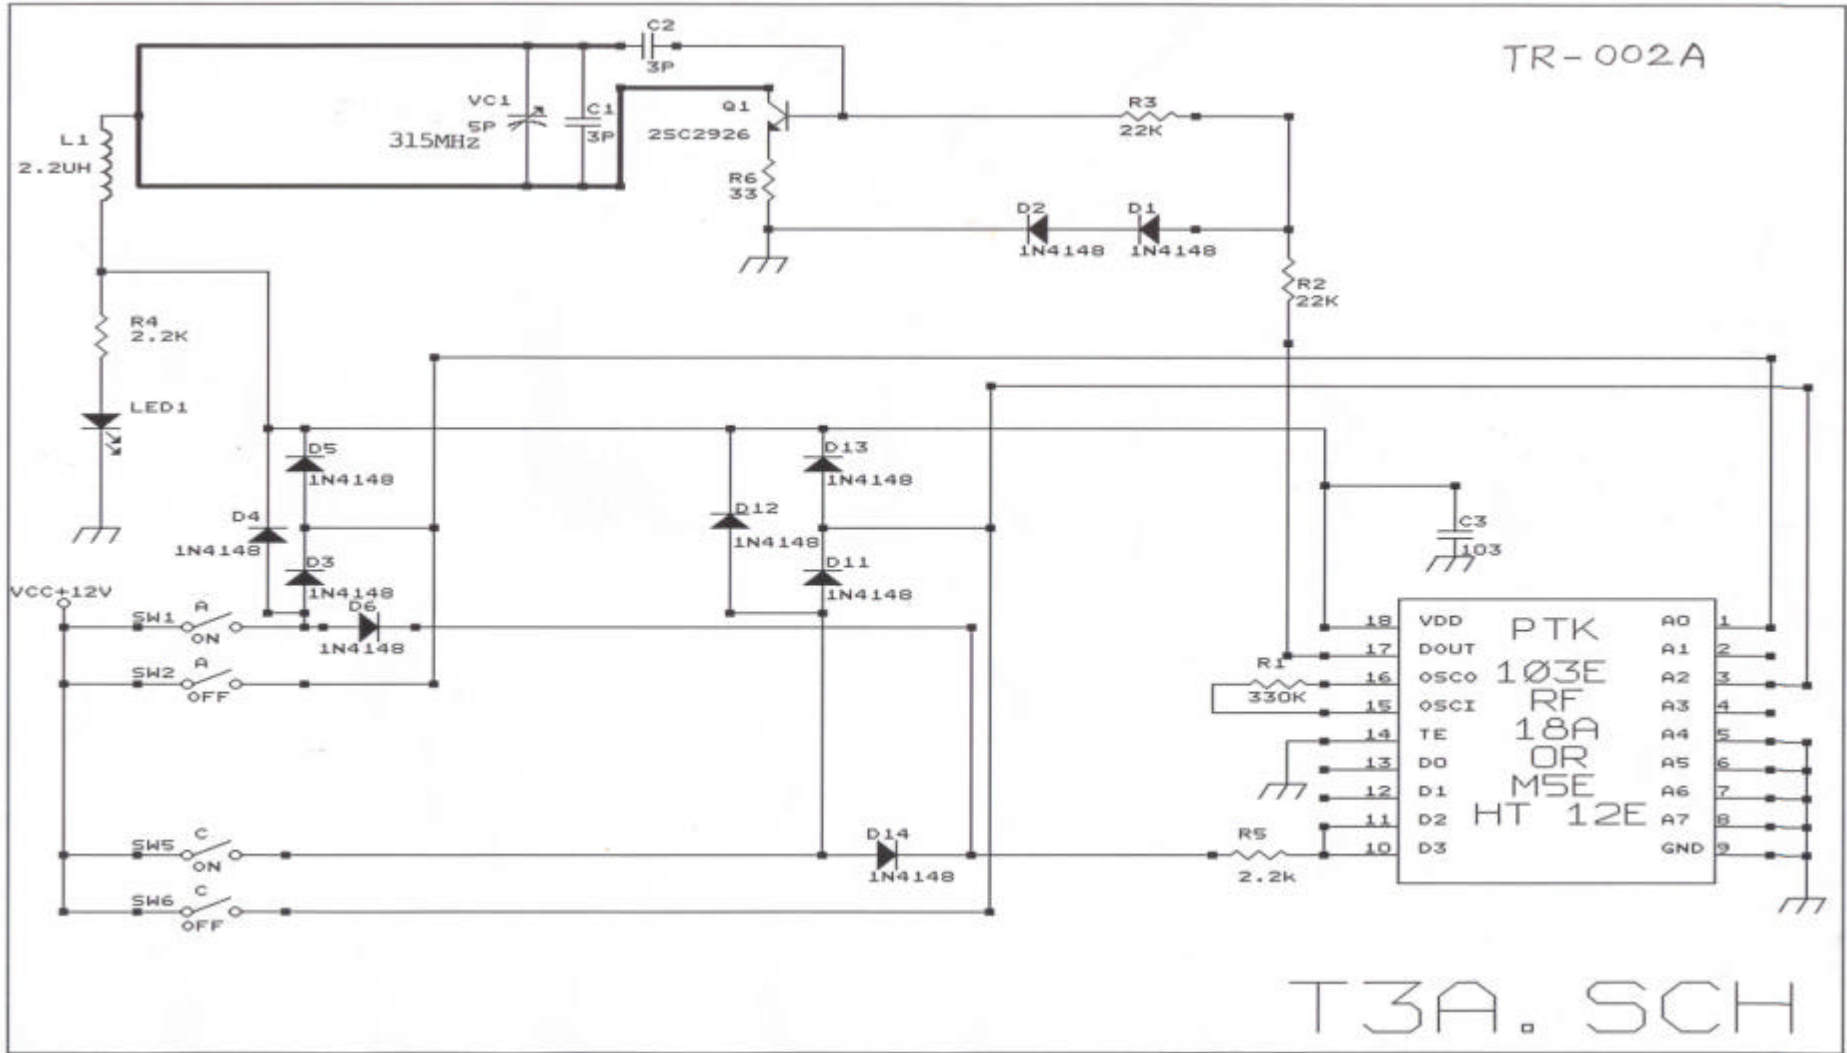 TR-002A
C2
3P
VC1
5P
C1
3P
315MHz
Q1
2SC2926
R3
22K
L1
2.2UH
R6
33
D2
1N4148
D1
1N4148
R2
22K
R4
2.2K
LED1
D5
1N4148
D13
1N4148
D4
1N4148
D12
1N4148
D3
1N4148
D11
1N4148
C3
103
VCC+12V
SW1
A
ON
D6
1N4148
SW2
A
OFF
R1
330K
SW5
C
ON
D14
1N4148
R5
2.2k
SW6
C
OFF
18 VDD
17 DOUT
16 OSCO
15 OSCI
14 TE
13 D0
12 D1
11 D2
10 D3
PTK
103E
RF
18A
OR
M5E
HT 12E
A0 1
A1 2
A2 3
A3 4
A4 5
A5 6
A6 7
A7 8
GND 9
T3A.SCH